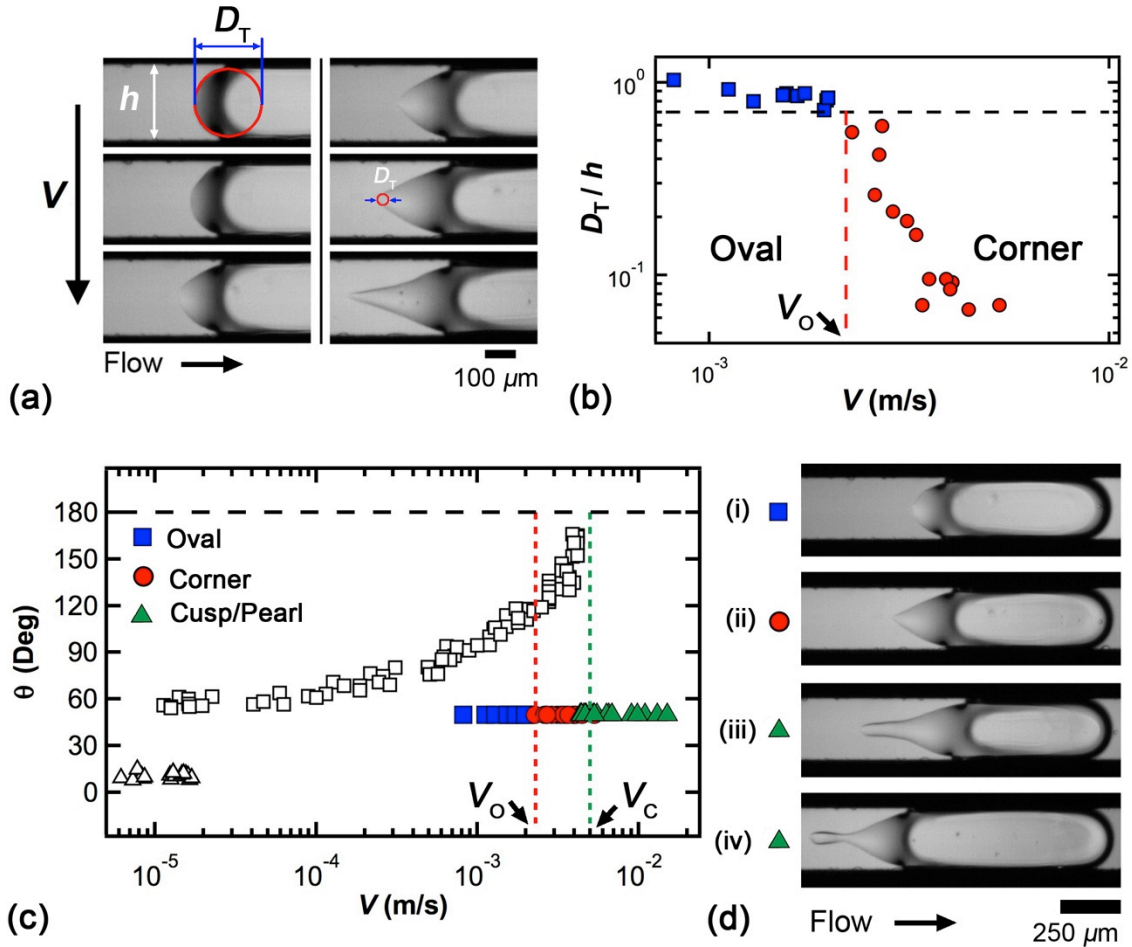 D_T
h
V
D_T
Flow
100 µm
(a)
10^0
D_T / h
10^-1
Oval
Corner
V_O
10^-3
10^-2
V (m/s)
(b)
180
150
120
90
60
30
0
θ (Deg)
Oval
Corner
Cusp/Pearl
V_O
V_C
10^-5
10^-4
10^-3
10^-2
V (m/s)
(c)
(i)
(ii)
(iii)
(iv)
Flow
250 µm
(d)